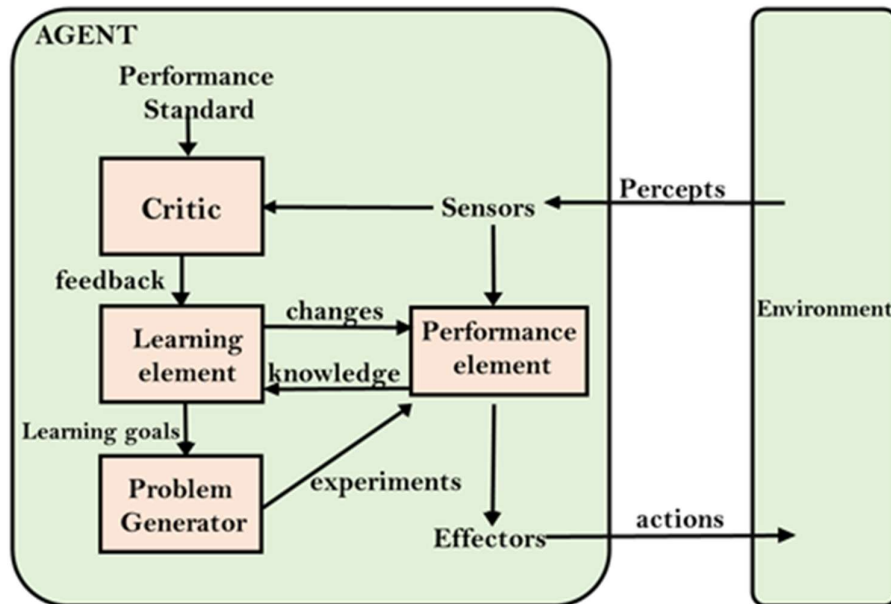 AGENT
Performance
Standard
Critic
Sensors
Percepts
feedback
changes
Environment
Learning
element
Performance
element
knowledge
Learning goals
Problem
Generator
experiments
Effectors
actions